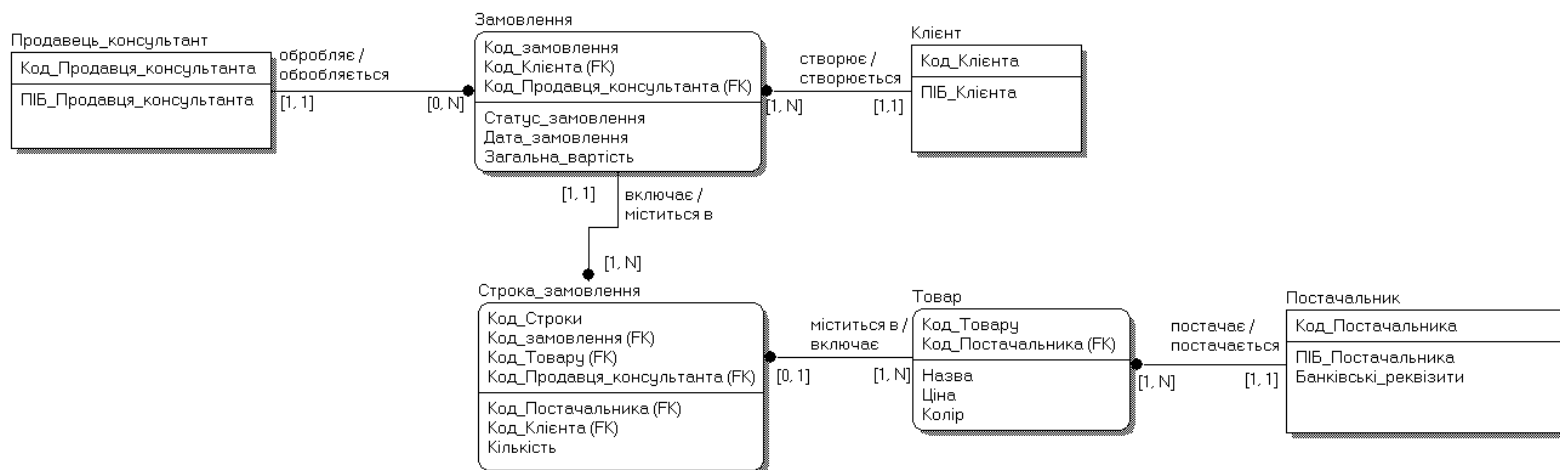 Замовлення
Продавець_консультант
Код_Продавця_консультанта
ПІБ_Продавця_консультанта
обробляє /
обробляється
[1, 1]
[0, N]
Код_замовлення
Код_Клієнта (FK)
Код_Продавця_консультанта (FK)
Статус_замовлення
Дата_замовлення
Загальна_вартість
створює /
створюється
[1, N]
[1,1]
Клієнт
Код_Клієнта
ПІБ_Клієнта
[1, 1]
включає /
міститься в
[1, N]
Строка_замовлення
Код_Строки
Код_замовлення (FK)
Код_Товару (FK)
Код_Продавця_консультанта (FK)
Код_Постачальника (FK)
Код_Клієнта (FK)
Кількість
міститься в /
включає
[0, 1]
[1, N]
Товар
Код_Товару
Код_Постачальника (FK)
Назва
Ціна
Колір
постачає /
постачається
[1, N]
[1, 1]
Постачальник
Код_Постачальника
ПІБ_Постачальника
Банківські_реквізити